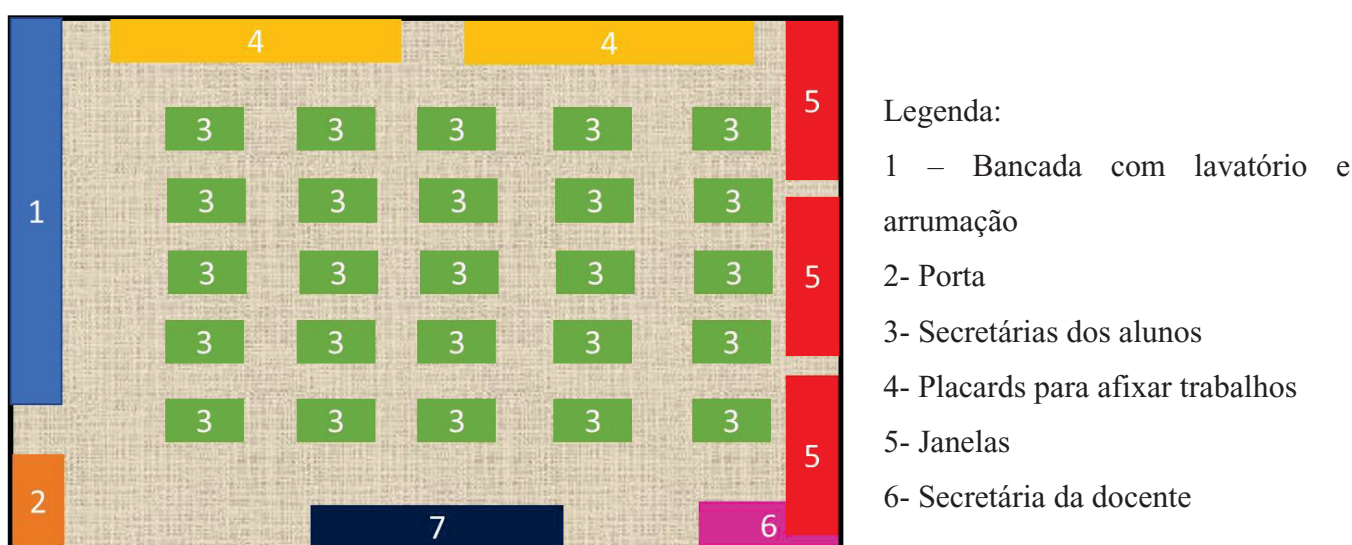 4 4
5
3 3 3 3 3
1
3 3 3 3 3
3 3 3 3 3
5
3 3 3 3 3
3 3 3 3 3
5
2
7
6
Legenda:
1 – Bancada com lavatório e
arrumação
2- Porta
3- Secretárias dos alunos
4- Placards para afixar trabalhos
5- Janelas
6- Secretária da docente